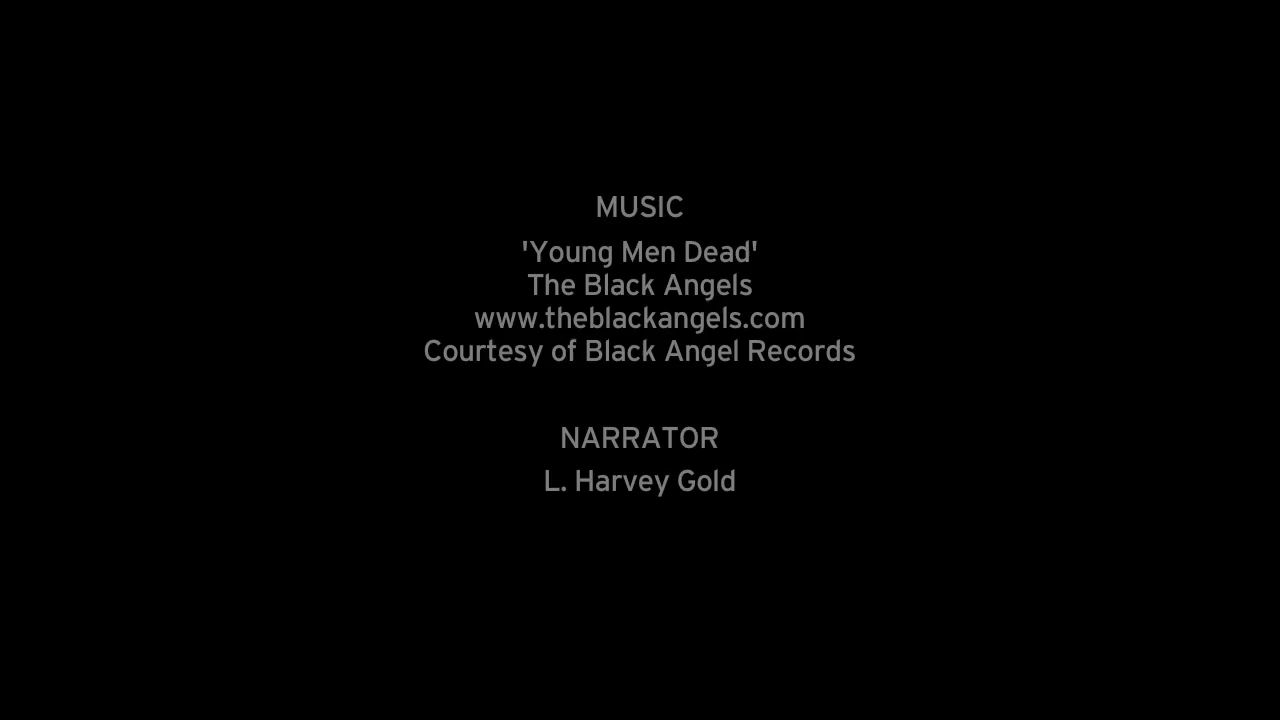 MUSIC
'Young Men Dead'
The Black Angels
www.theblackangels.com
Courtesy of Black Angel Records
NARRATOR
L. Harvey Gold